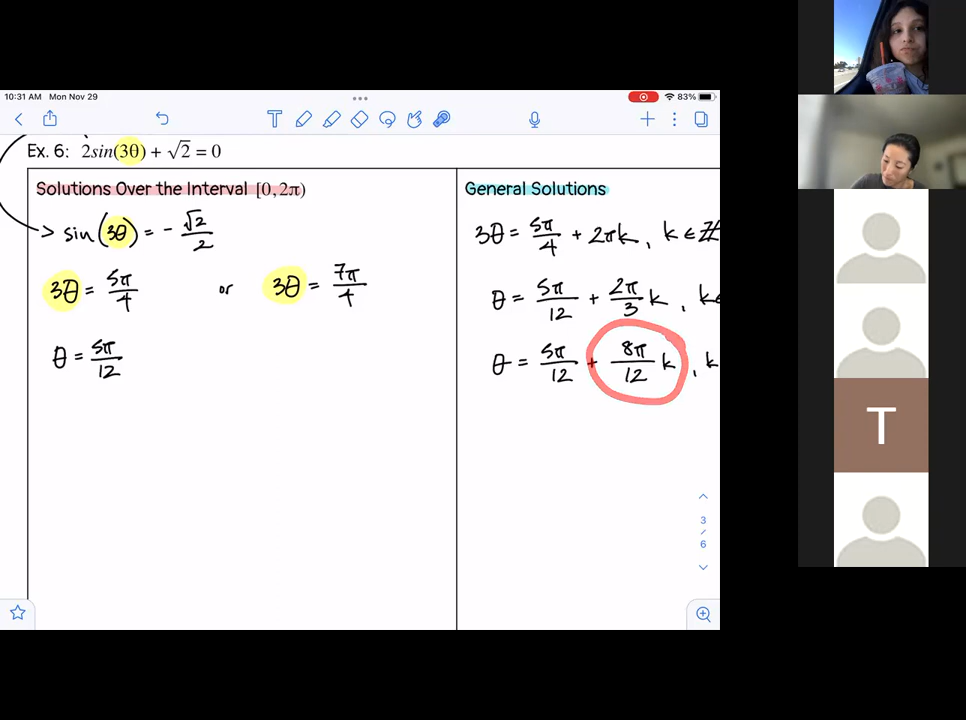 10:31 AM Mon Nov 29
83%
Ex. 6: 2sin(3θ) + √2 = 0
Solutions Over the Interval [0, 2π)
sin(3θ) = - √2/2
3θ = 5π/4 or 3θ = 7π/4
θ = 5π/12
General Solutions
3θ = 5π/4 + 2πk, k ∈ ℤ
θ = 5π/12 + 2π/3 k, k ∈
θ = 5π/12 + 8π/12 k, k
3/6
T